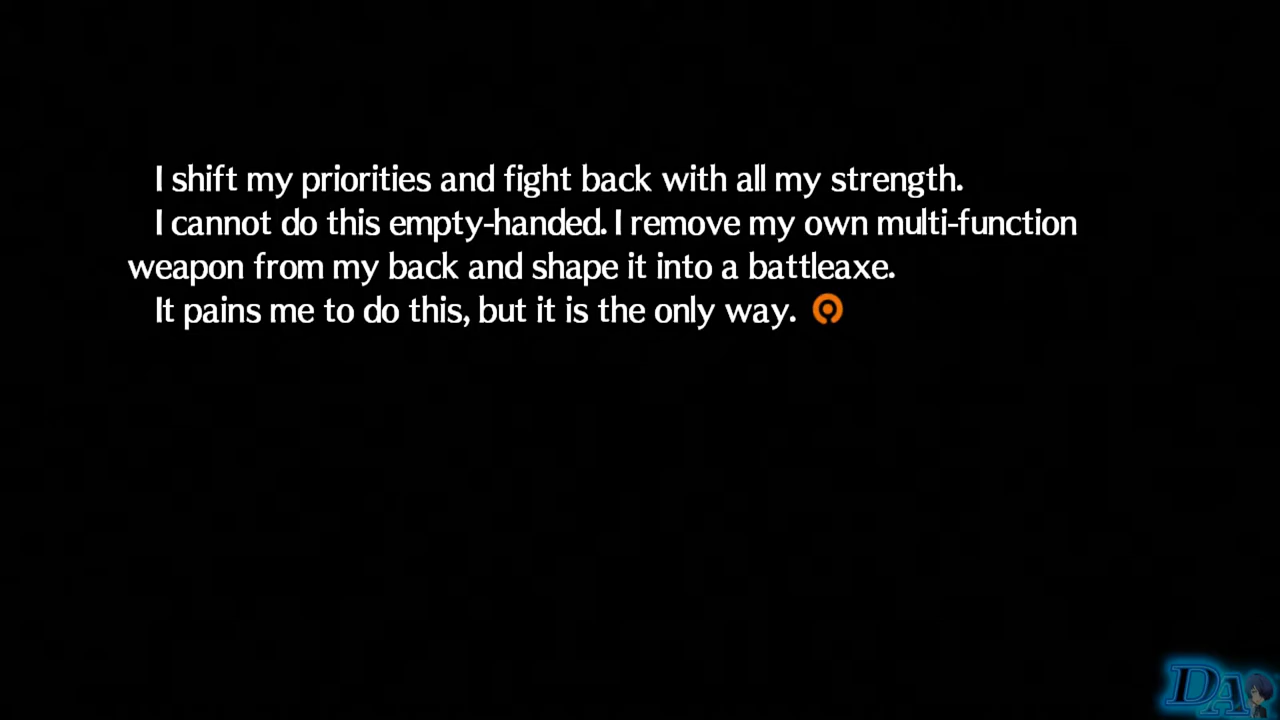 I shift my priorities and fight back with all my strength.
I cannot do this empty-handed. I remove my own multi-function
weapon from my back and shape it into a battleaxe.
It pains me to do this, but it is the only way.
DA